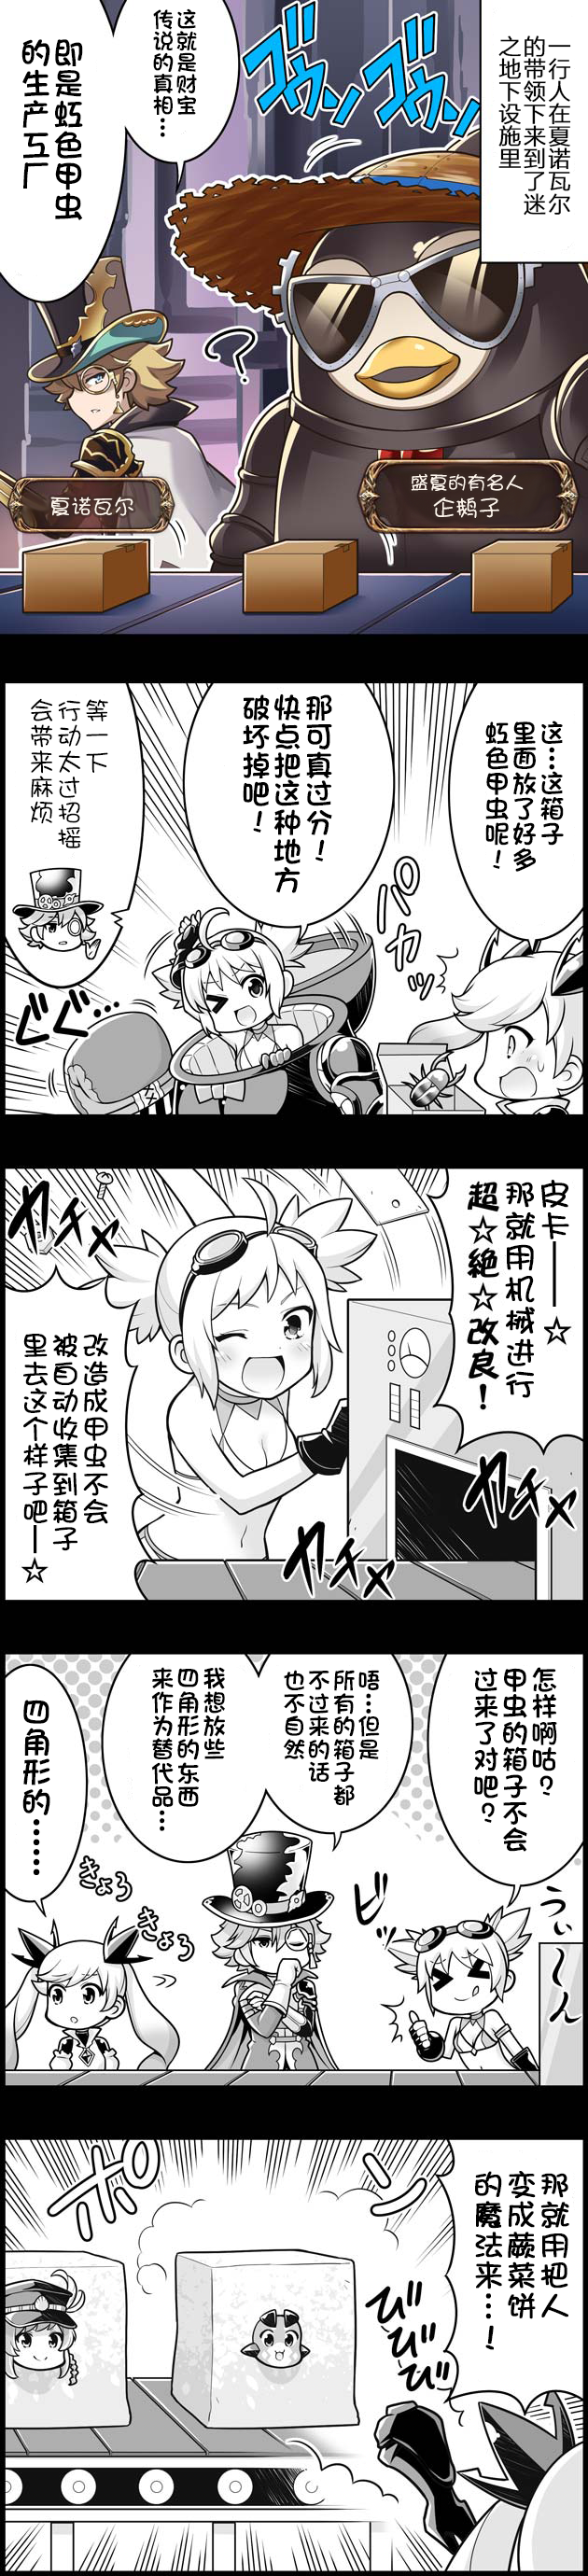 一行人在夏诺瓦尔
的带领下来到了迷
之地下设施里
ゴウン
ゴウン
这就是财宝
传说的真相…
即是虹色甲虫
的生产工厂
？
夏诺瓦尔
盛夏的有名人
企鹅子
这…这箱子
里面放了好多
虹色甲虫呢！
パカッ
那可真过分！
快点把这种地方
破坏掉吧！
等一下
行动太过招摇
会带来麻烦
ぐぐ…
皮卡——☆
那就用机械进行
超☆絶☆改良！
ガチャ
ガチャ
ガチャ
改造成甲虫不会
被自动收集到箱子
里去这个样子吧—☆
怎样啊咕？
甲虫的箱子不会
过来了对吧？
うぃ～ん
ビッ
唔…但是
所有的箱子都
不过来的话
也不自然
我想放些
四角形的东西
来作为替代品…
四角形的……
きょろ
きょろ
那就用把人
变成蕨菜饼
的魔法来…！
びびび
ポン